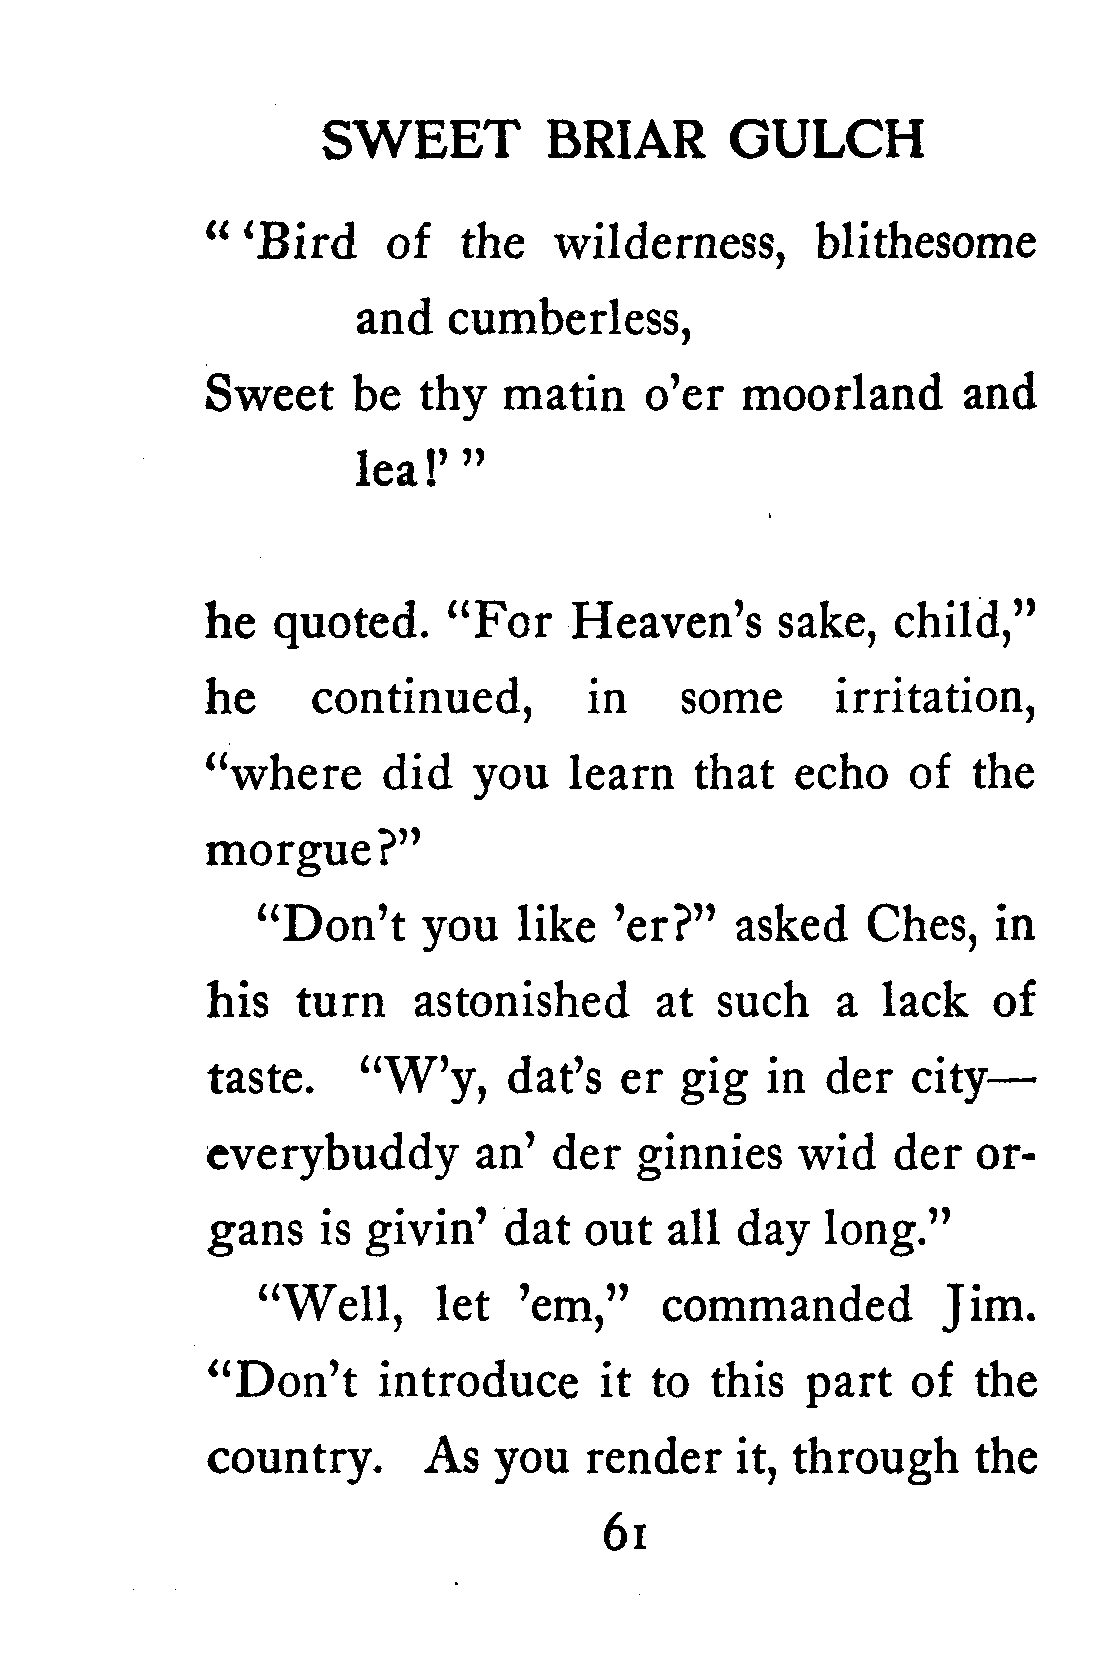 SWEET BRIAR GULCH
“ ‘Bird of the wilderness, blithesome
and cumberless,
Sweet be thy matin o’er moorland and
lea!’ ”
he quoted. “For Heaven’s sake, child,”
he continued, in some irritation,
“where did you learn that echo of the
morgue?”
“Don’t you like ’er?” asked Ches, in
his turn astonished at such a lack of
taste. “W’y, dat’s er gig in der city—
everybuddy an’ der ginnies wid der or-
gans is givin’ dat out all day long.”
“Well, let ’em,” commanded Jim.
“Don’t introduce it to this part of the
country. As you render it, through the
61